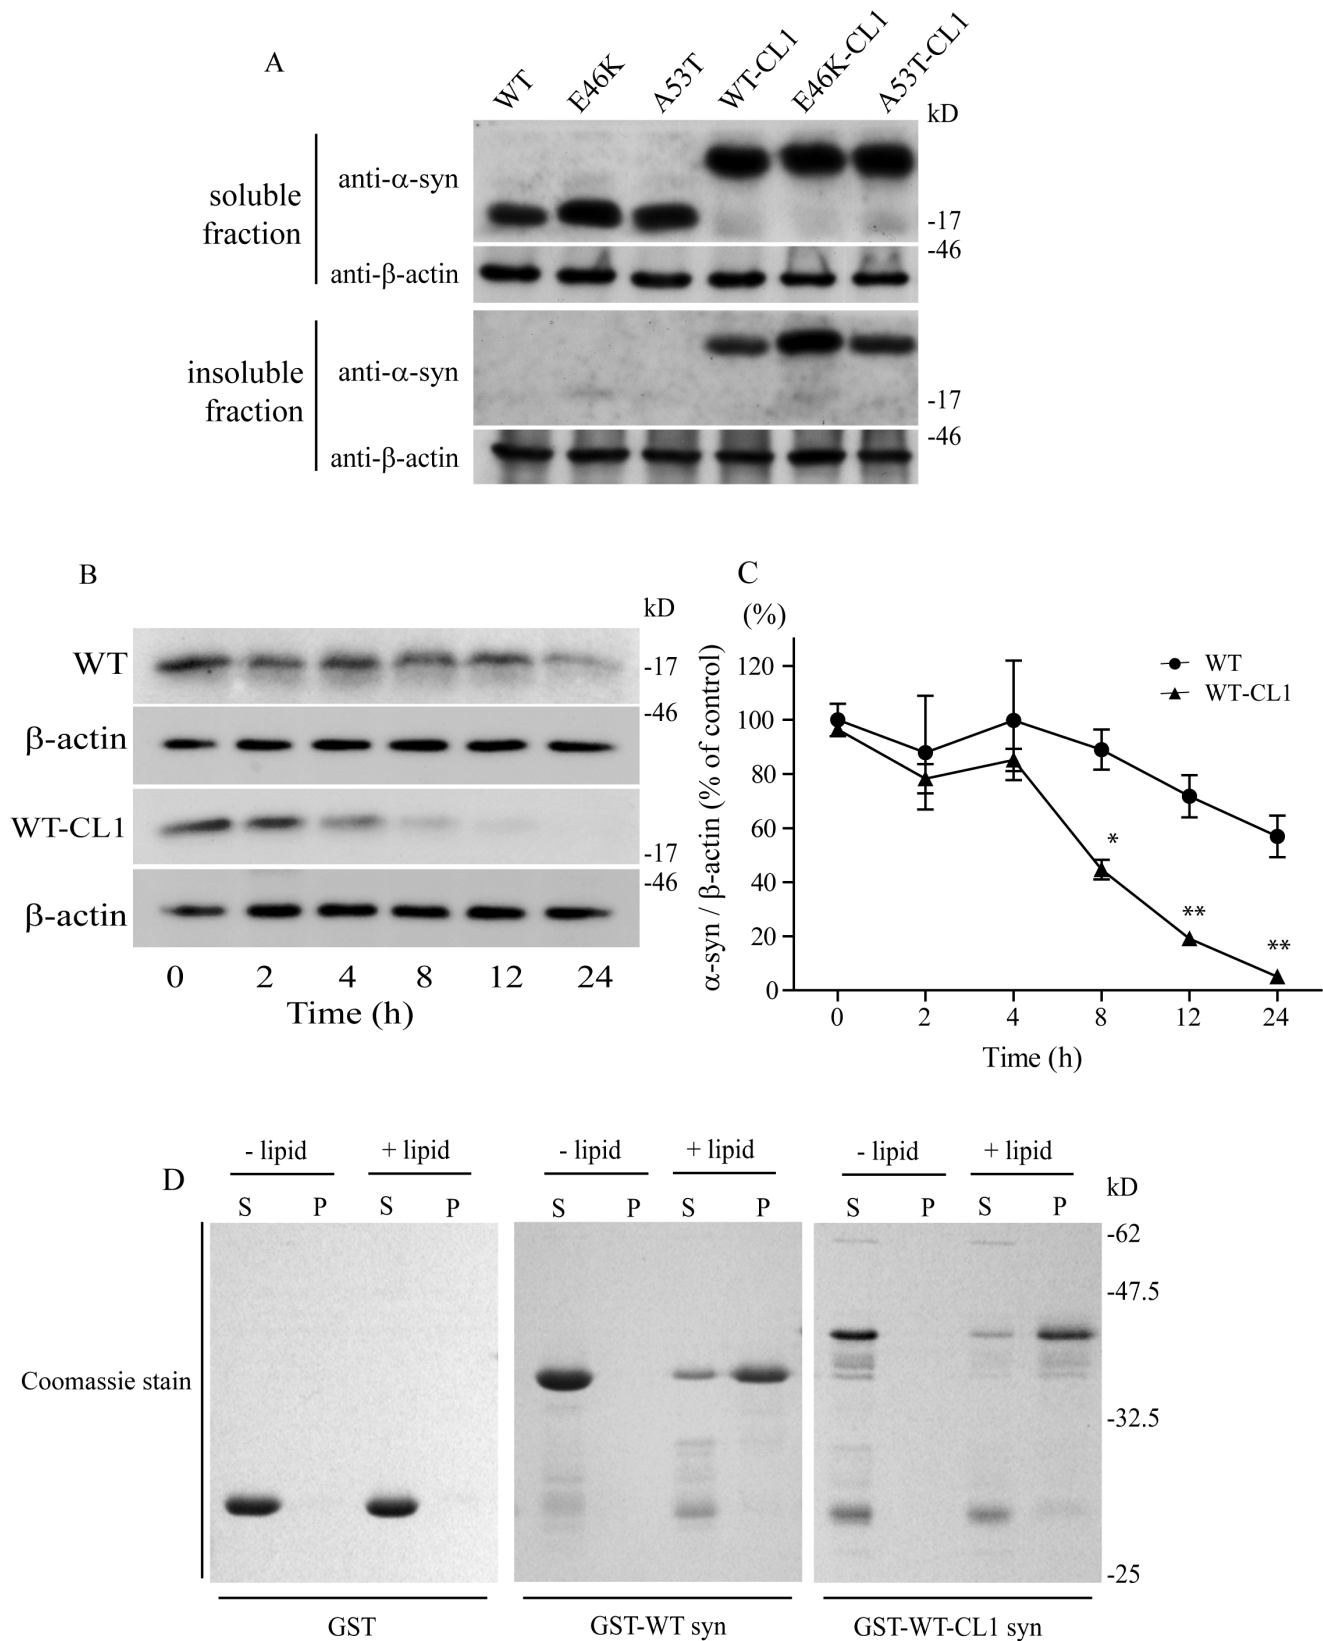 A
WT
E46K
A53T
WT-CL1
E46K-CL1
A53T-CL1
kD
soluble
fraction
anti-α-syn
-17
-46
anti-β-actin
insoluble
fraction
anti-α-syn
-17
-46
anti-β-actin
B
kD
WT
-17
-46
β-actin
WT-CL1
-17
-46
β-actin
0 2 4 8 12 24
Time (h)
C
(%)
α-syn / β-actin (% of control)
120
100
80
60
40
20
0
WT
WT-CL1
*
**
**
0 2 4 8 12 24
Time (h)
D
- lipid + lipid - lipid + lipid - lipid + lipid
S P S P S P S P S P S P
kD
-62
-47.5
-32.5
-25
Coomassie stain
GST GST-WT syn GST-WT-CL1 syn